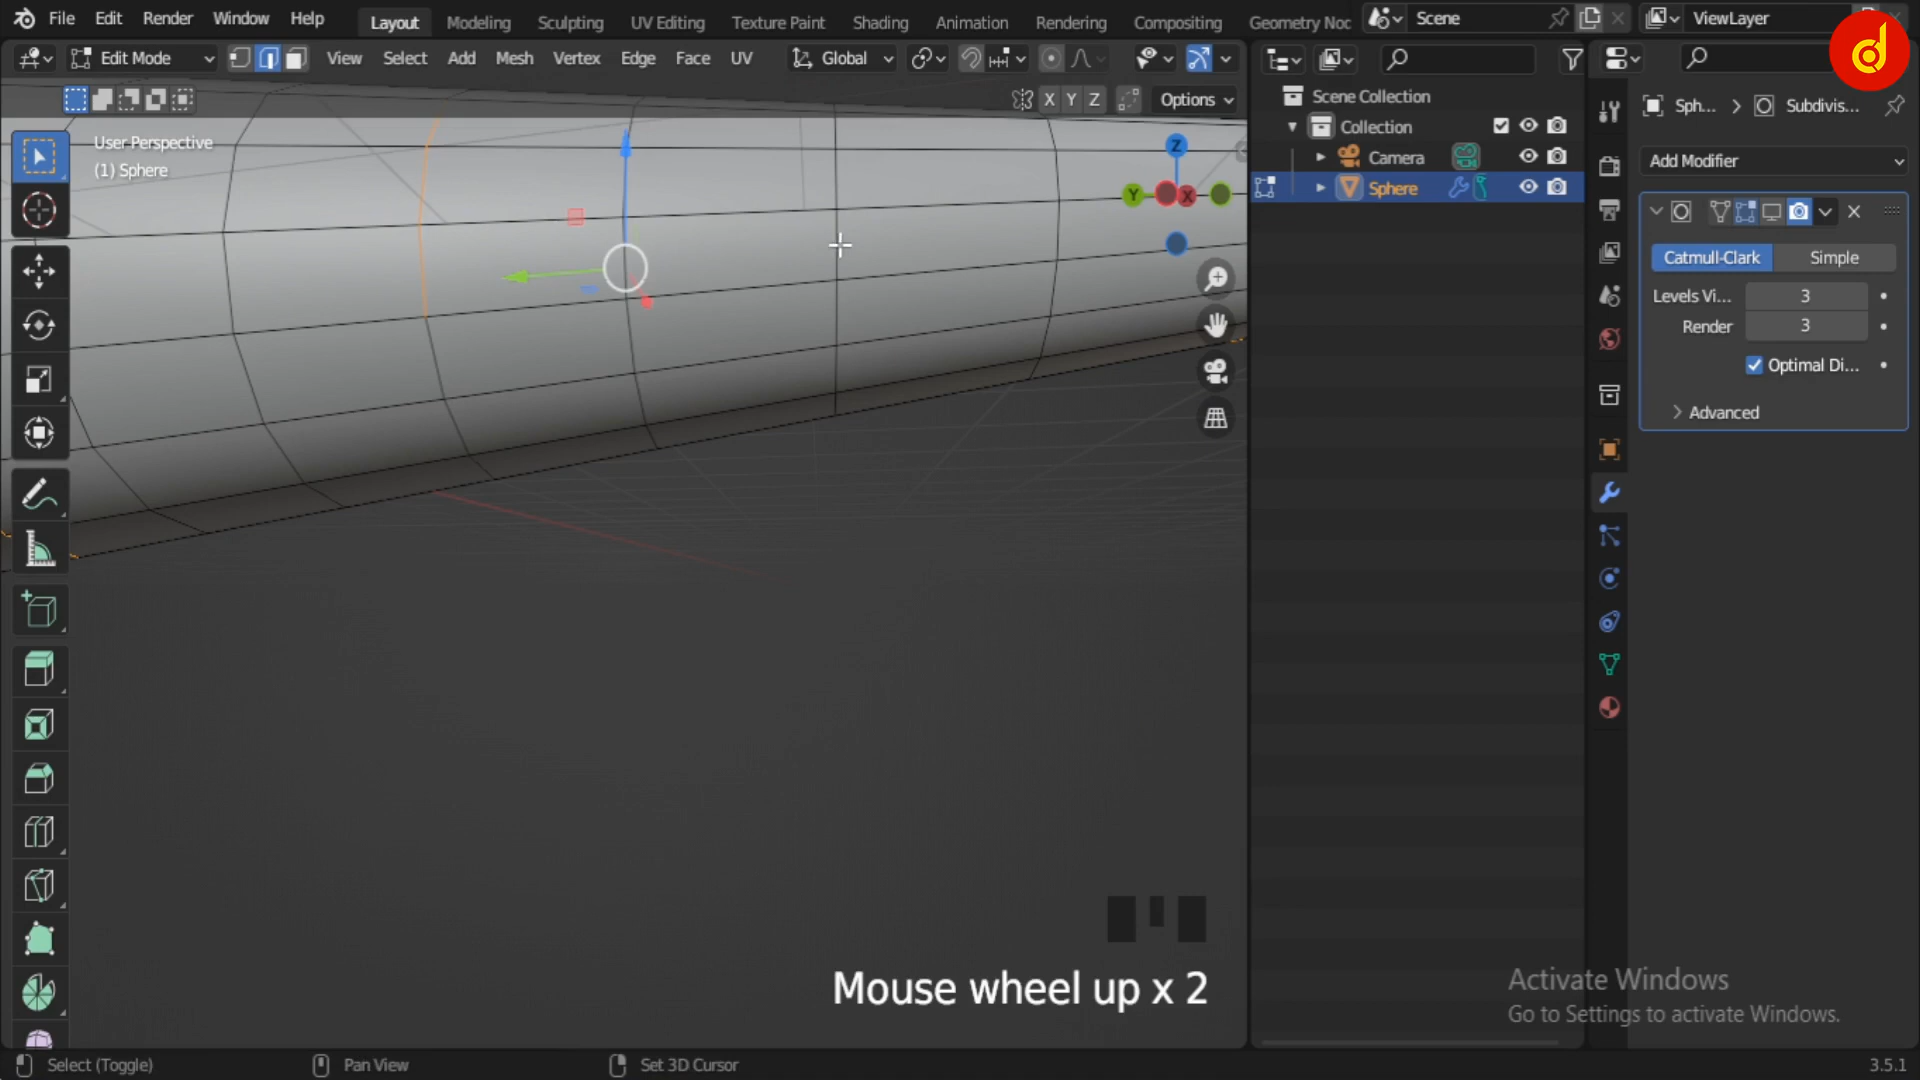 File Edit Render Window Help Layout Modeling Sculpting UV Editing Texture Paint Shading Animation Rendering Compositing Geometry Noc Scene ViewLayer
Edit Mode View Select Add Mesh Vertex Edge Face UV Global
X Y Z Options
User Perspective
(1) Sphere
Z
Y X
Scene Collection
Collection
Camera
Sphere
Sph... > Subdivis...
Add Modifier
Catmull-Clark Simple
Levels Vi... 3
Render 3
Optimal Di...
Advanced
Mouse wheel up x 2
Activate Windows
Go to Settings to activate Windows.
Select (Toggle) Pan View Set 3D Cursor 3.5.1